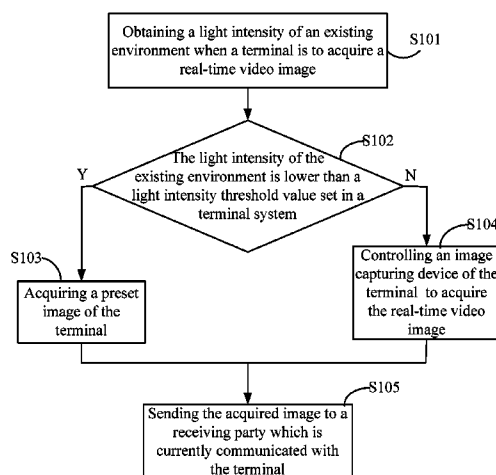 Obtaining a light intensity of an existing
environment when a terminal is to acquire a
real-time video image
S101
S102
The light intensity of the
existing environment is lower than a
light intensity threshold value set in a
terminal system
Y
N
S103
Acquiring a preset
image of the
terminal
S104
Controlling an image
capturing device of the
terminal to acquire
the real-time video
image
S105
Sending the acquired image to a
receiving party which is
currently communicated with
the terminal